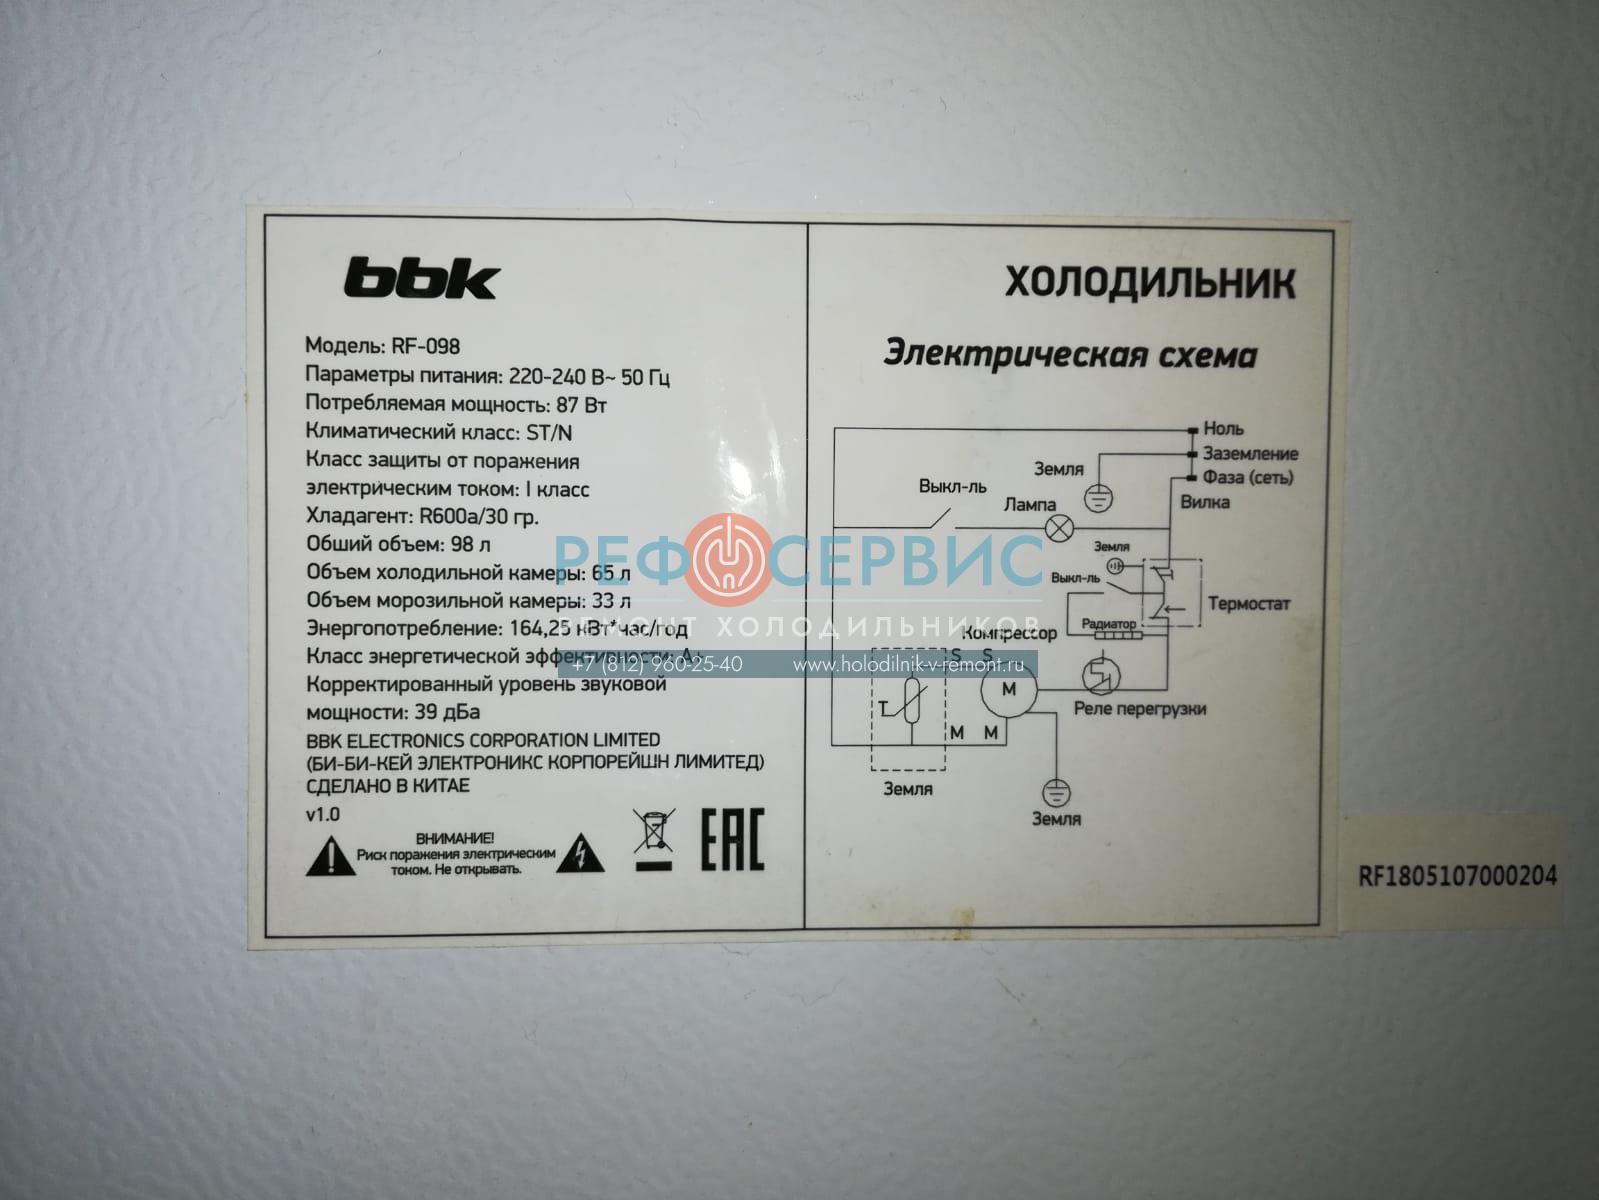 bbk
Модель: RF-098
Параметры питания: 220-240 В~ 50 Гц
Потребляемая мощность: 87 Вт
Климатический класс: ST/N
Класс защиты от поражения
электрическим током: I класс
Хладагент: R600a/30 гр.
Обший объем: 98 л
Объем холодильной камеры: 65 л
Объем морозильной камеры: 33 л
Энергопотребление: 164,25 кВт*час/год
Класс энергетической эффективности: А+
Корректированный уровень звуковой
мощности: 39 дБа
BBK ELECTRONICS CORPORATION LIMITED
(БИ-БИ-КЕЙ ЭЛЕКТРОНИКС КОРПОРЕЙШН ЛИМИТЕД)
СДЕЛАНО В КИТАЕ
v1.0
ВНИМАНИЕ!
Риск поражения электрическим
током. Не открывать.
EAC
ХОЛОДИЛЬНИК
Электрическая схема
Ноль
Заземление
Фаза (сеть)
Вилка
Земля
Выкл-ль
Лампа
Земля
Выкл-ль
Термостат
Радиатор
Компрессор
S S
M
T
Реле перегрузки
M M
Земля
Земля
RF1805107000204
РЕФ СЕРВИС
РЕМОНТ ХОЛОДИЛЬНИКОВ
+7 (812) 960-25-40 www.holodilnik-v-remont.ru